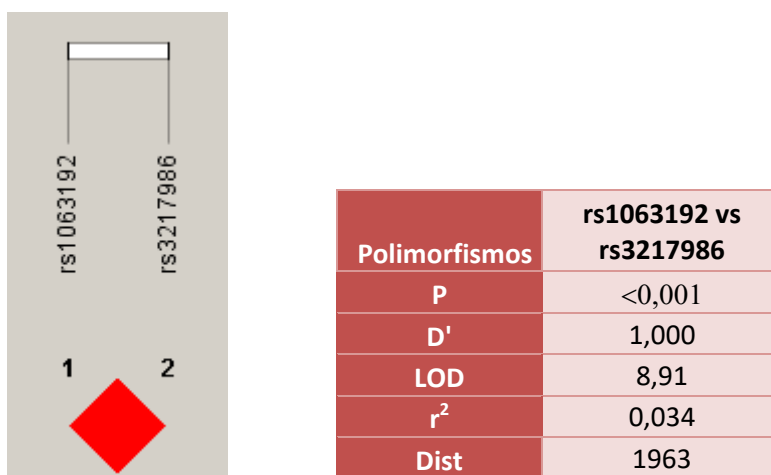 rs1063192
rs3217986
1 2
Polimorfismos rs1063192 vs rs3217986
P <0,001
D' 1,000
LOD 8,91
r² 0,034
Dist 1963